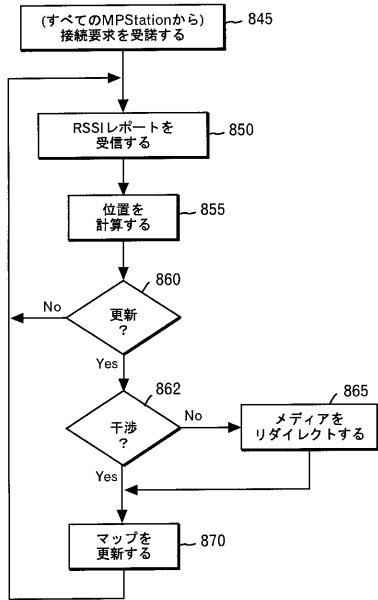 (すべてのMPStationから)
接続要求を受諾する
845
RSSIレポートを
受信する
850
位置を
計算する
855
860
更新
?
No
Yes
862
干渉
?
No
Yes
865
メディアを
リダイレクトする
マップを
更新する
870